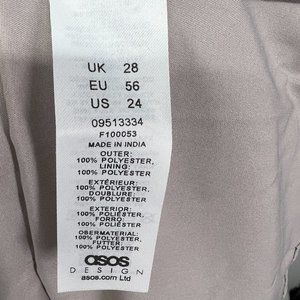 UK 28
EU 56
US 24
09513334
F100053
MADE IN INDIA
OUTER:
100% POLYESTER,
LINING:
100% POLYESTER
EXTÉRIEUR:
100% POLYESTER,
DOUBLURE:
100% POLYESTER
EXTERIOR:
100% POLIÉSTER,
FORRO:
100% POLIÉSTER
OBERMATERIAL:
100% POLYESTER,
FUTTER:
100% POLYESTER
asos
DESIGN
asos.com Ltd